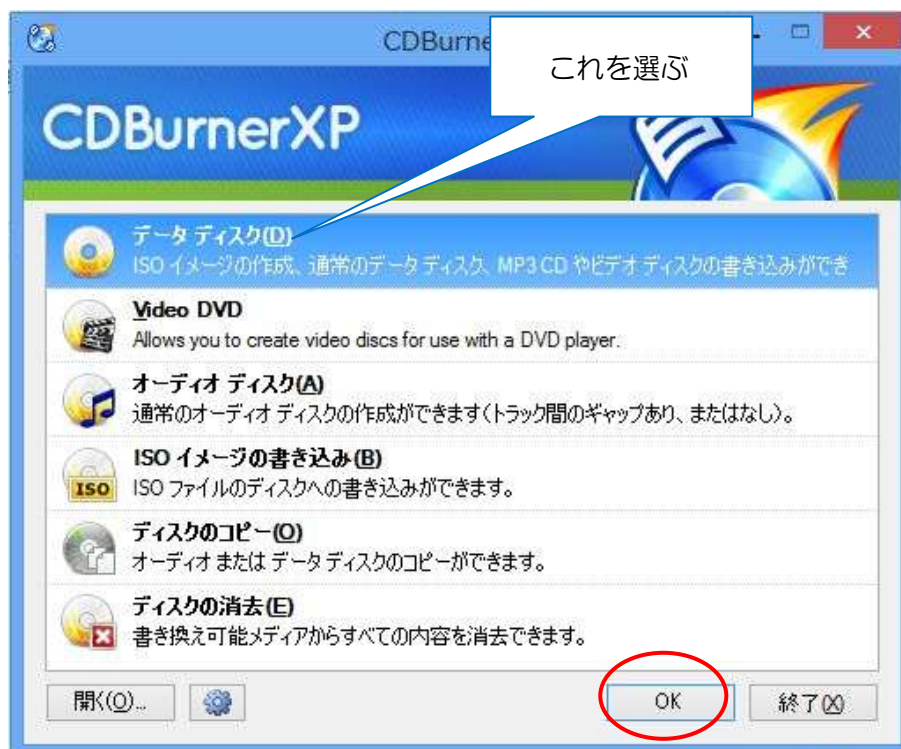 CDBurne
これを選ぶ
CDBurnerXP
データ ディスク(D)
ISO イメージの作成、通常のデータ ディスク、MP3 CD やビデオ ディスクの書き込みができ
Video DVD
Allows you to create video discs for use with a DVD player.
オーディオ ディスク(A)
通常のオーディオ ディスクの作成ができます(トラック間のギャップあり、またはなし)。
ISO イメージの書き込み(B)
ISO
ISO ファイルのディスクへの書き込みができます。
ディスクのコピー(O)
オーディオ または データ ディスクのコピーができます。
ディスクの消去(E)
書き換え可能メディアからすべての内容を消去できます。
開く(O)... OK 終了(X)